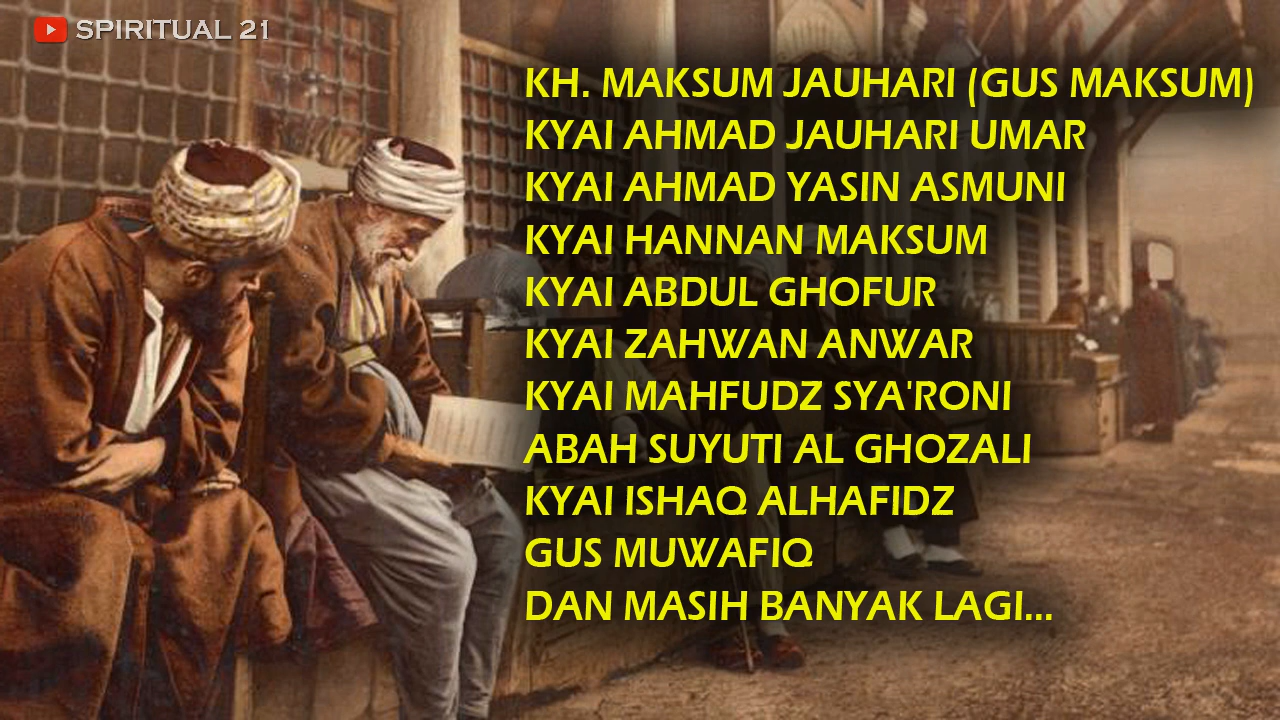 SPIRITUAL 21
KH. MAKSUM JAUHARI (GUS MAKSUM)
KYAI AHMAD JAUHARI UMAR
KYAI AHMAD YASIN ASMUNI
KYAI HANNAN MAKSUM
KYAI ABDUL GHOFUR
KYAI ZAHWAN ANWAR
KYAI MAHFUDZ SYA'RONI
ABAH SUYUTI AL GHOZALI
KYAI ISHAQ ALHAFIDZ
GUS MUWAFIQ
DAN MASIH BANYAK LAGI...